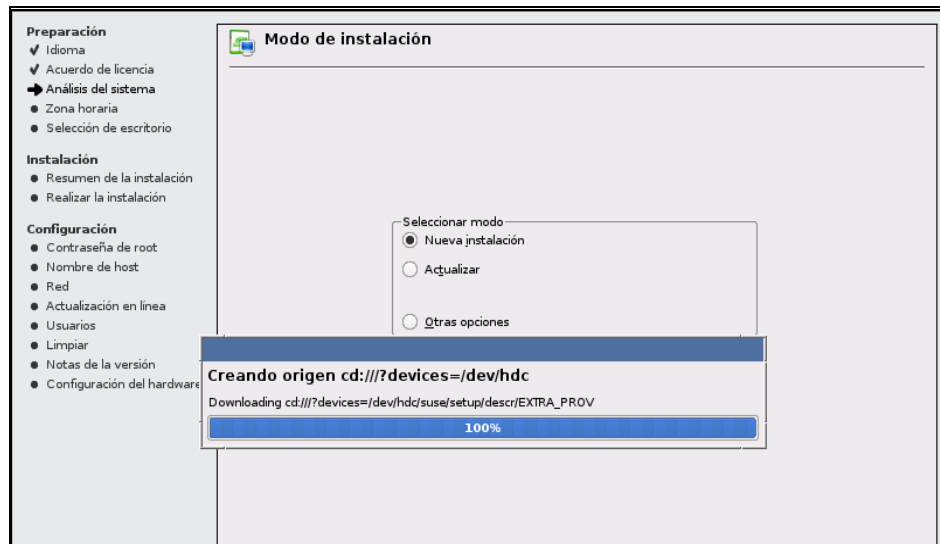 Preparación
Idioma
Acuerdo de licencia
Análisis del sistema
Zona horaria
Selección de escritorio
Instalación
Resumen de la instalación
Realizar la instalación
Configuración
Contraseña de root
Nombre de host
Red
Actualización en línea
Usuarios
Limpiar
Notas de la versión
Configuración del hardware
Modo de instalación
Seleccionar modo
Nueva instalación
Actualizar
Otras opciones
Creando origen cd:///?devices=/dev/hdc
Downloading cd:///?devices=/dev/hdc/suse/setup/descr/EXTRA_PROV
100%